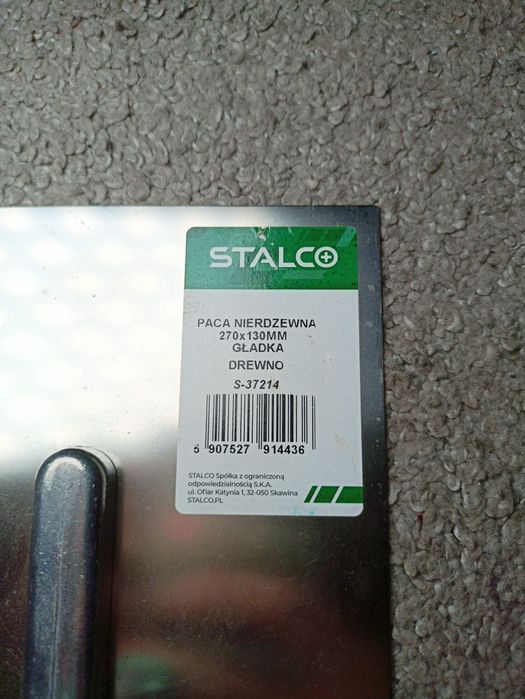 STALCO
PACA NIERDZEWNA
270x130MM
GŁADKA
DREWNO
S-37214
5 907527 914436
STALCO Spółka z ograniczoną
odpowiedzialnością S.K.A.
ul. Ofiar Katynia 1, 32-050 Skawina
STALCO.PL